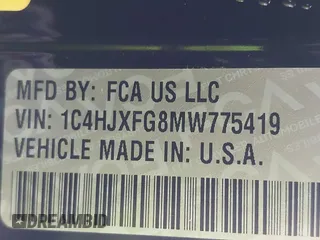 MFD BY: FCA US LLC
VIN: 1C4HJXFG8MW775419
VEHICLE MADE IN: U.S.A.
DREAMBID